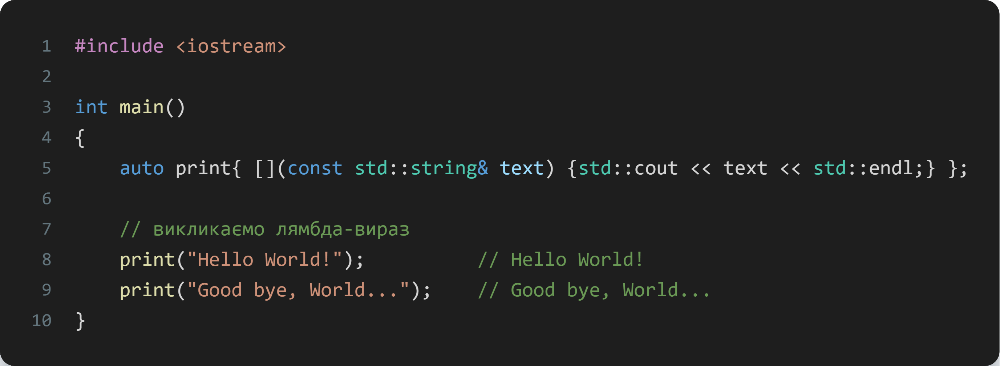 1 #include <iostream>
2
3 int main()
4 {
5     auto print{ [](const std::string& text) {std::cout << text << std::endl;} };
6
7     // викликаємо лямбда-вираз
8     print("Hello World!");          // Hello World!
9     print("Good bye, World...");    // Good bye, World...
10 }